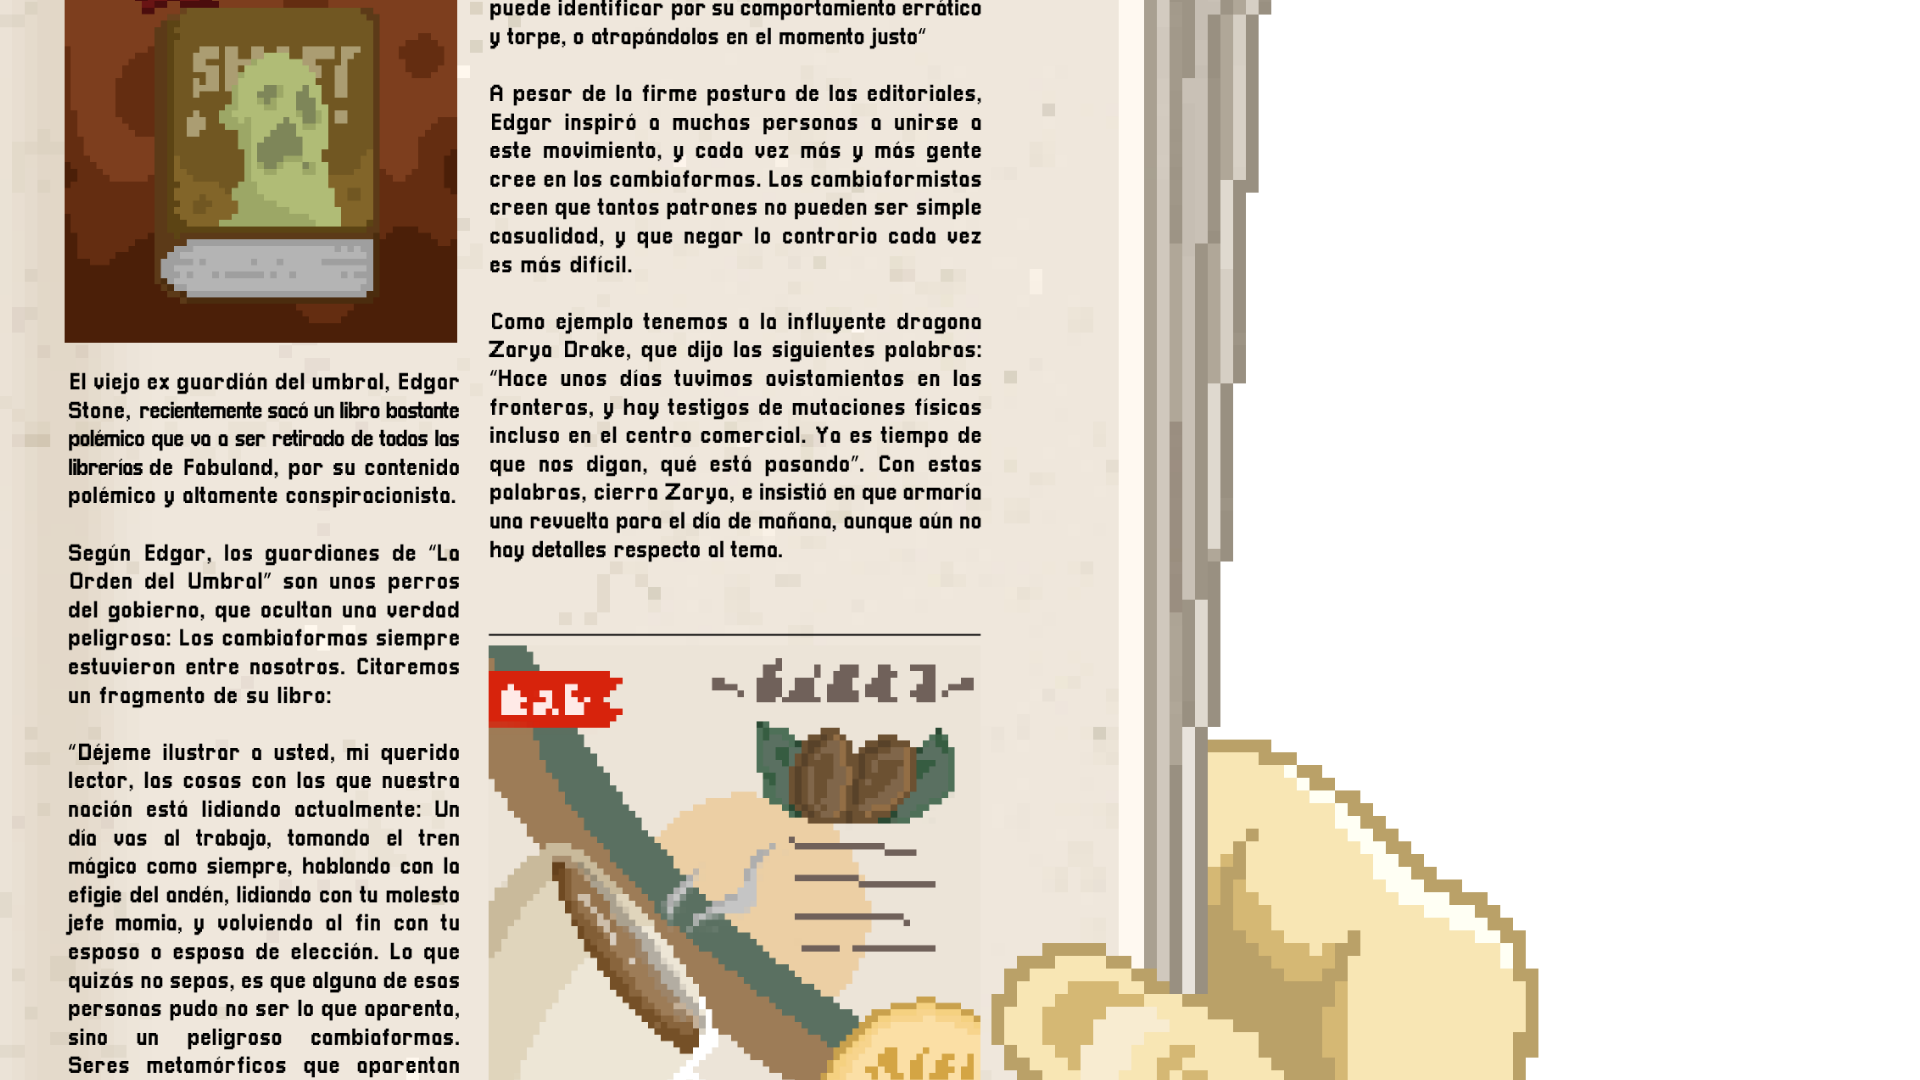 El viejo ex guardián del umbral, Edgar
Stone, recientemente sacó un libro bastante
polémico que va a ser retirado de todas las
librerías de Fabuland, por su contenido
polémico y altamente conspiracionista.
Según Edgar, los guardianes de “La
Orden del Umbral” son unos perros
del gobierno, que ocultan una verdad
peligrosa: Los cambiaformas siempre
estuvieron entre nosotros. Citaremos
un fragmento de su libro:
“Déjeme ilustrar a usted, mi querido
lector, las cosas con las que nuestra
nación está lidiando actualmente: Un
día vas al trabajo, tomando el tren
mágico como siempre, hablando con la
efigie del andén, lidiando con tu molesto
jefe momia, y volviendo al fin con tu
esposo o esposa de elección. Lo que
quizás no sepas, es que alguna de esas
personas pudo no ser lo que aparenta,
sino un peligroso cambiaformas.
Seres metamórficos que aparentan
puede identificar por su comportamiento errático
y torpe, o atrapándolos en el momento justo“
A pesar de la firme postura de las editoriales,
Edgar inspiró a muchas personas a unirse a
este movimiento, y cada vez más y más gente
cree en los cambiaformas. Los cambiaformistas
creen que tantos patrones no pueden ser simple
casualidad, y que negar lo contrario cada vez
es más difícil.
Como ejemplo tenemos a la influyente dragona
Zarya Drake, que dijo las siguientes palabras:
“Hace unos días tuvimos avistamientos en las
fronteras, y hay testigos de mutaciones físicas
incluso en el centro comercial. Ya es tiempo de
que nos digan, qué está pasando”. Con estas
palabras, cierra Zarya, e insistió en que armaría
una revuelta para el día de mañana, aunque aún no
hay detalles respecto al tema.